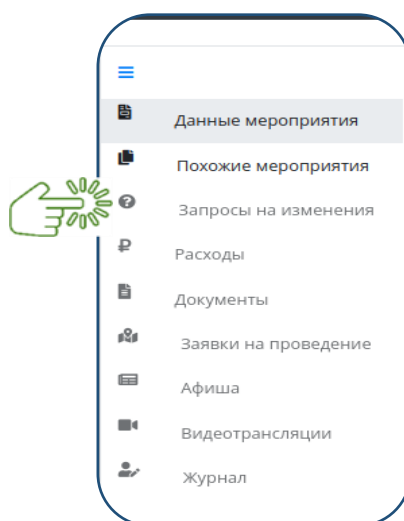 Данные мероприятия
Похожие мероприятия
Запросы на изменения
Расходы
Документы
Заявки на проведение
Афиша
Видеотрансляции
Журнал